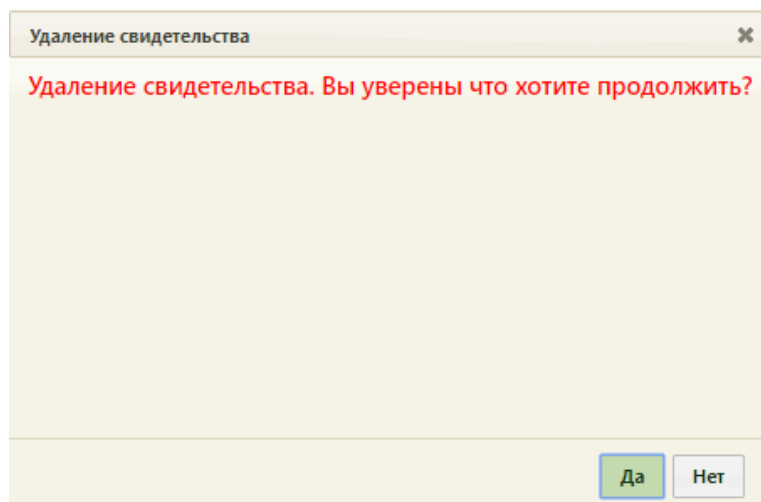 Удаление свидетельства
Удаление свидетельства. Вы уверены что хотите продолжить?
Да
Нет